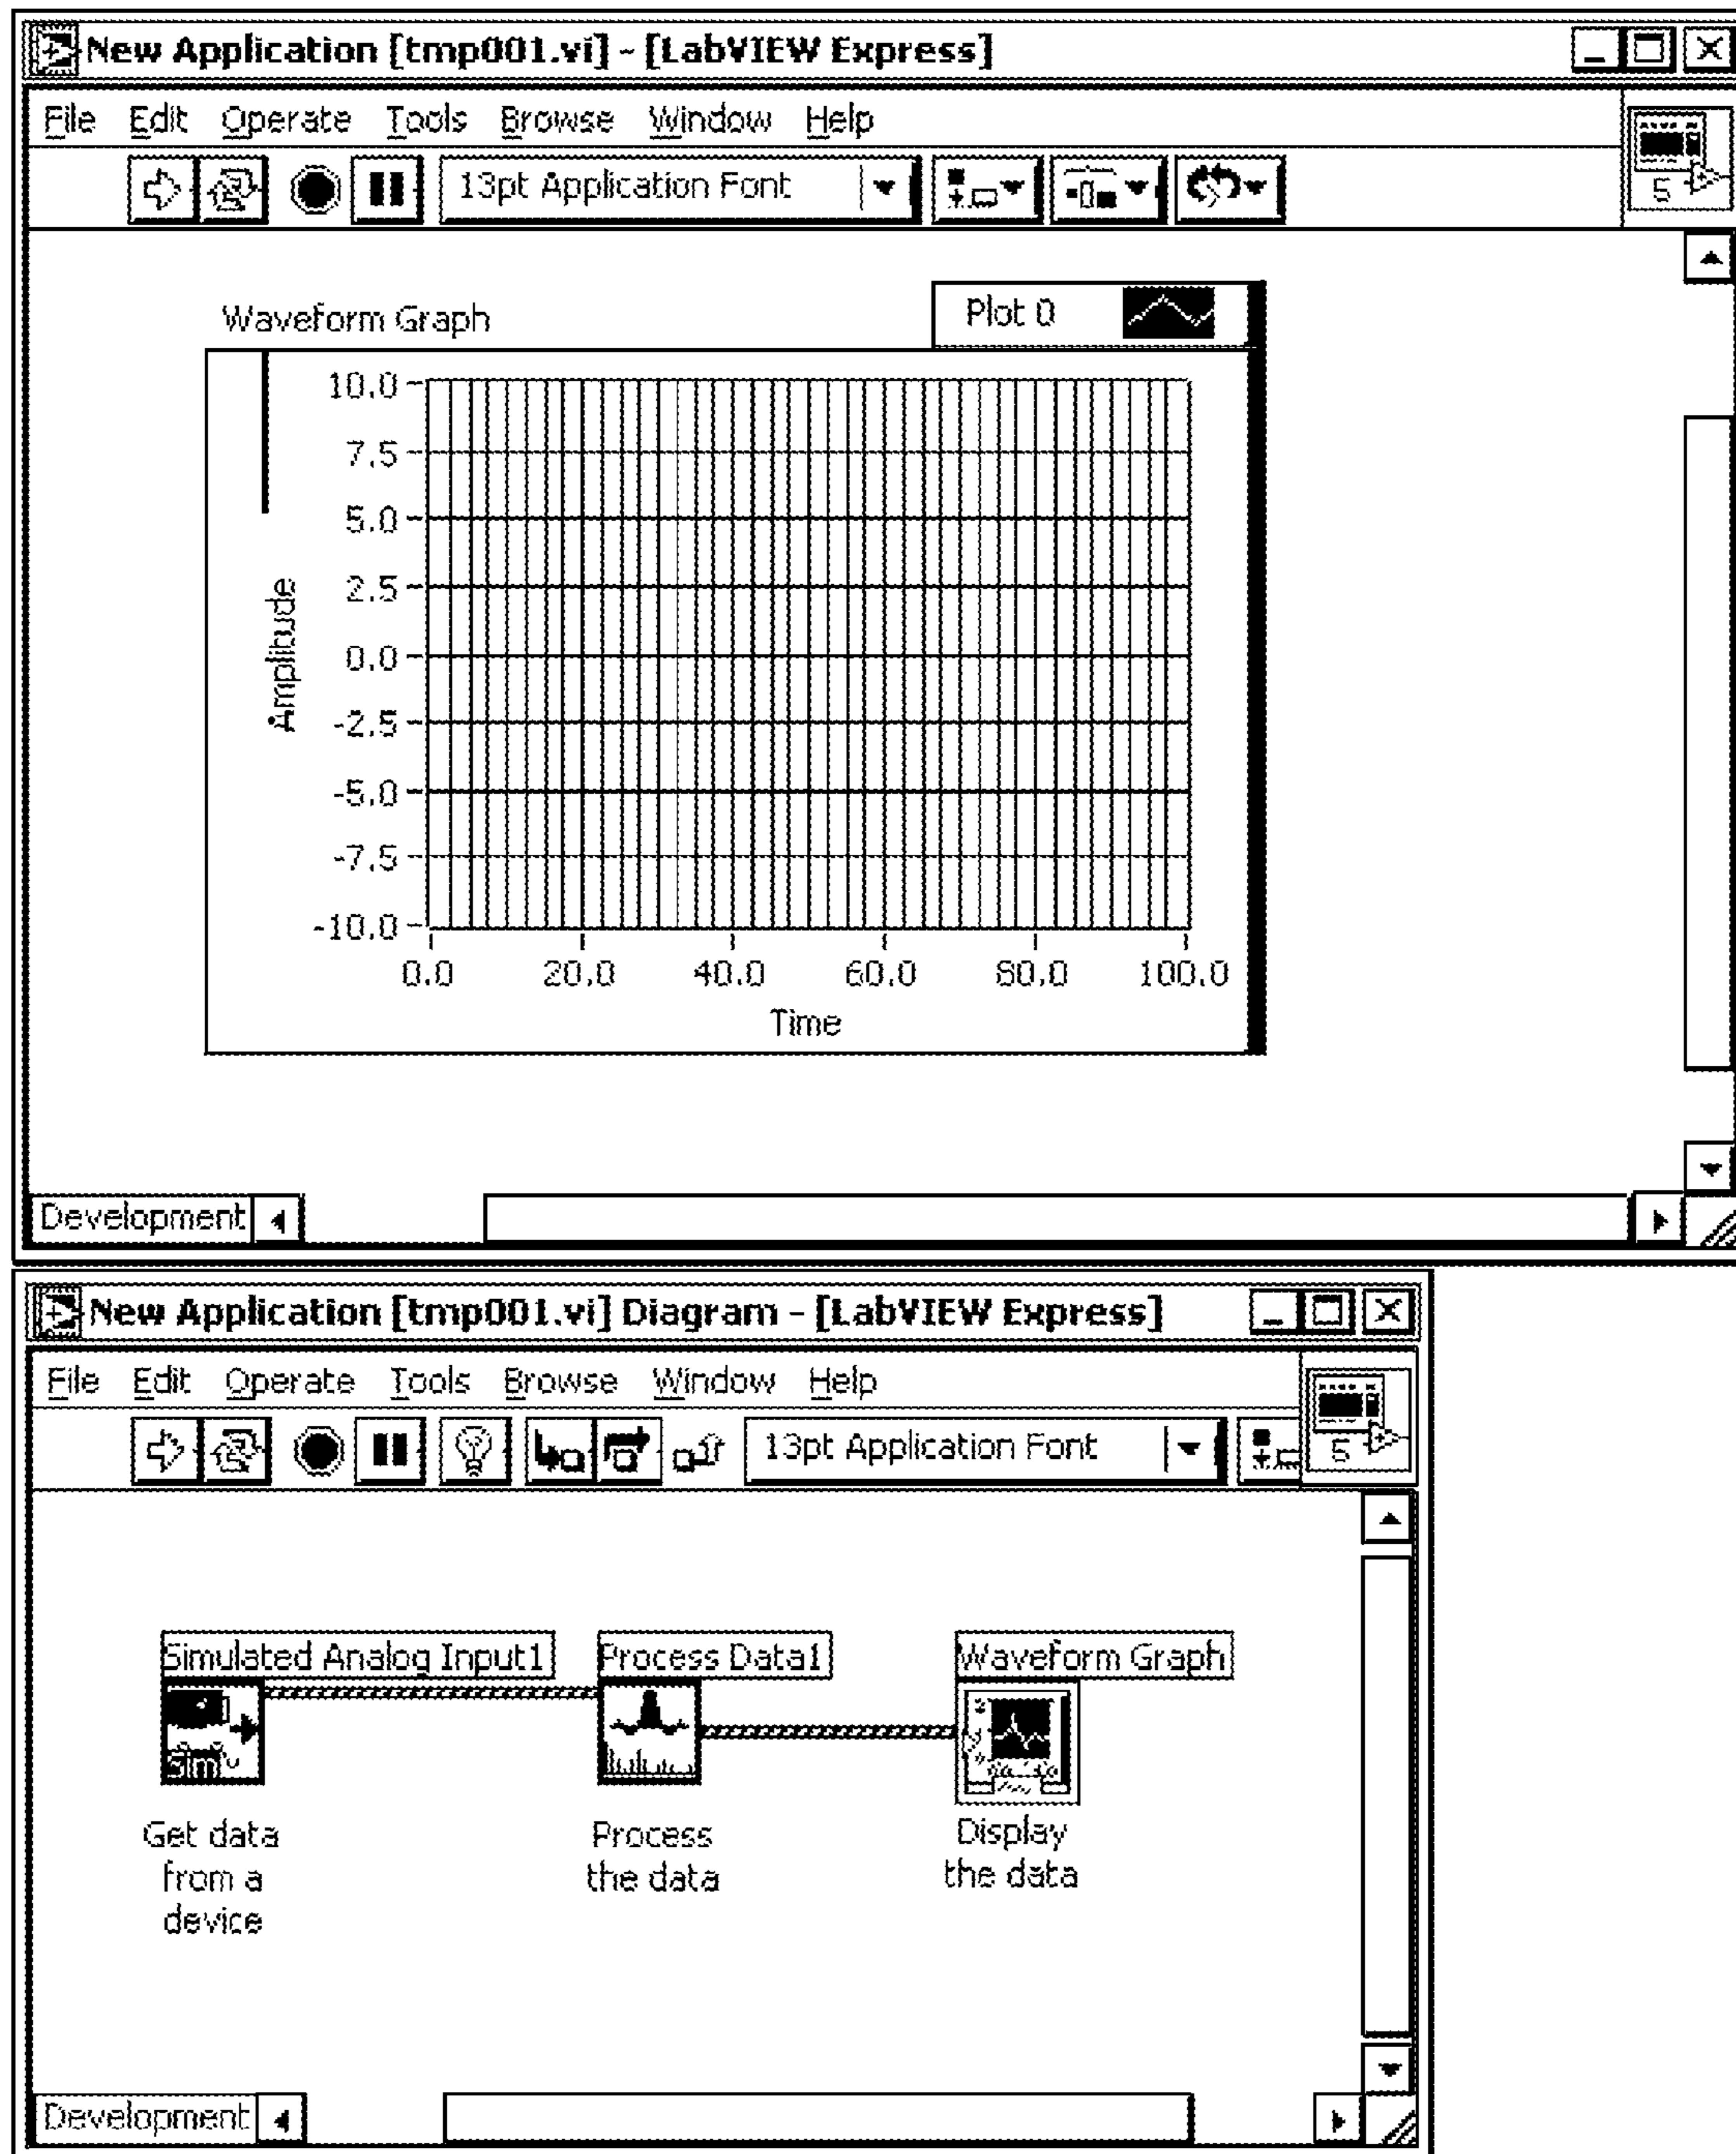 New Application [tmp001.vi] - [LabVIEW Express]
File Edit Operate Tools Browse Window Help
13pt Application Font
5
Waveform Graph
Plot 0
10.0
7.5
5.0
2.5
0.0
-2.5
-5.0
-7.5
-10.0
Amplitude
0.0 20.0 40.0 60.0 80.0 100.0
Time
Development
New Application [tmp001.vi] Diagram - [LabVIEW Express]
File Edit Operate Tools Browse Window Help
13pt Application Font
5
Simulated Analog Input1 Process Data1 Waveform Graph
Sim
Get data Process Display
from a the data the data
device
Development